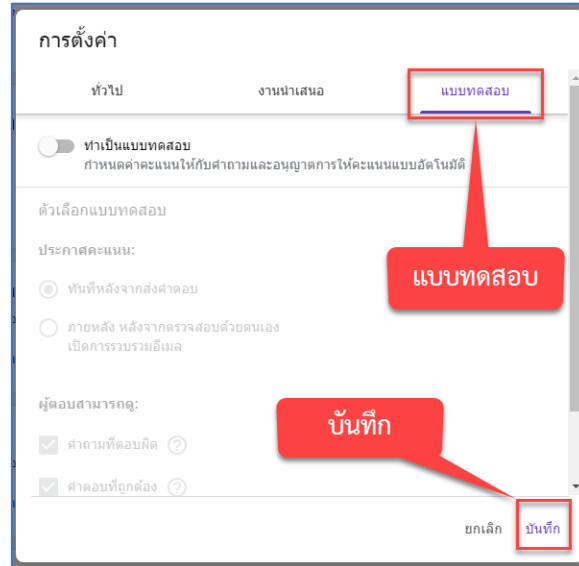 การตั้งค่า
ทั่วไป งานนำเสนอ แบบทดสอบ
ทำเป็นแบบทดสอบ
กำหนดค่าคะแนนให้กับคำถามและอนุญาตการให้คะแนนแบบอัตโนมัติ
ตัวเลือกแบบทดสอบ
ประกาศคะแนน:
แบบทดสอบ
ทันทีหลังจากส่งคำตอบ
ภายหลัง หลังจากตรวจสอบด้วยตนเอง
เปิดการรวบรวมอีเมล
ผู้ตอบสามารถดู:
บันทึก
คำถามที่ตอบผิด
คำตอบที่ถูกต้อง
ยกเลิก บันทึก